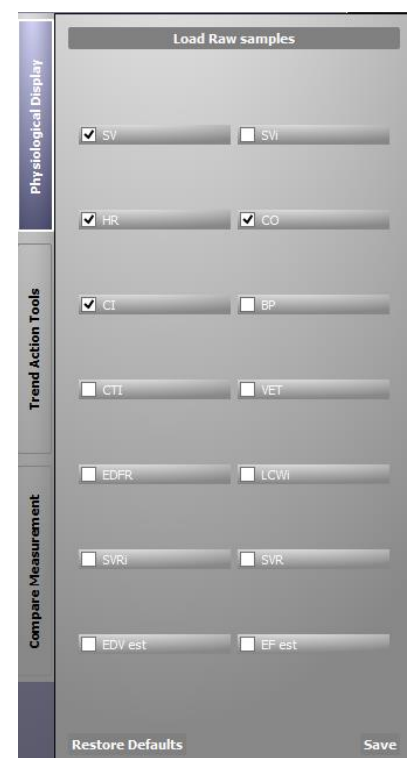 Load Raw samples
Physiological Display
SV SVi
HR CO
CI BP
Trend Action Tools
CTI VET
EDFR LCWi
Compare Measurement
SVRi SVR
EDV est EF est
Restore Defaults Save